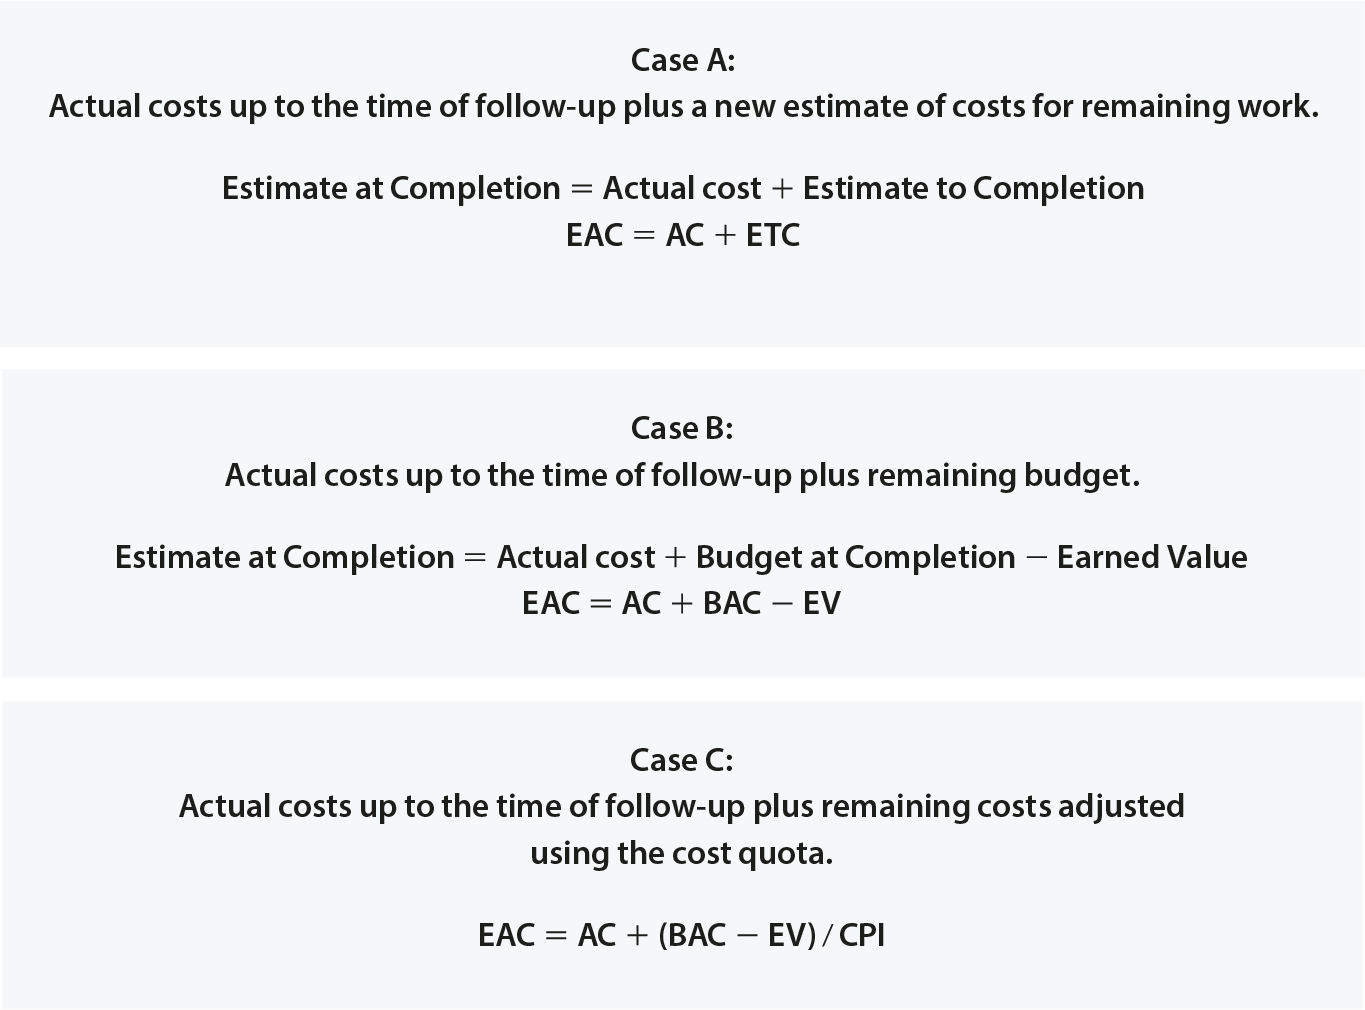 Case A:
Actual costs up to the time of follow-up plus a new estimate of costs for remaining work.
Estimate at Completion = Actual cost + Estimate to Completion
EAC = AC + ETC
Case B:
Actual costs up to the time of follow-up plus remaining budget.
Estimate at Completion = Actual cost + Budget at Completion − Earned Value
EAC = AC + BAC − EV
Case C:
Actual costs up to the time of follow-up plus remaining costs adjusted
using the cost quota.
EAC = AC + (BAC − EV) / CPI